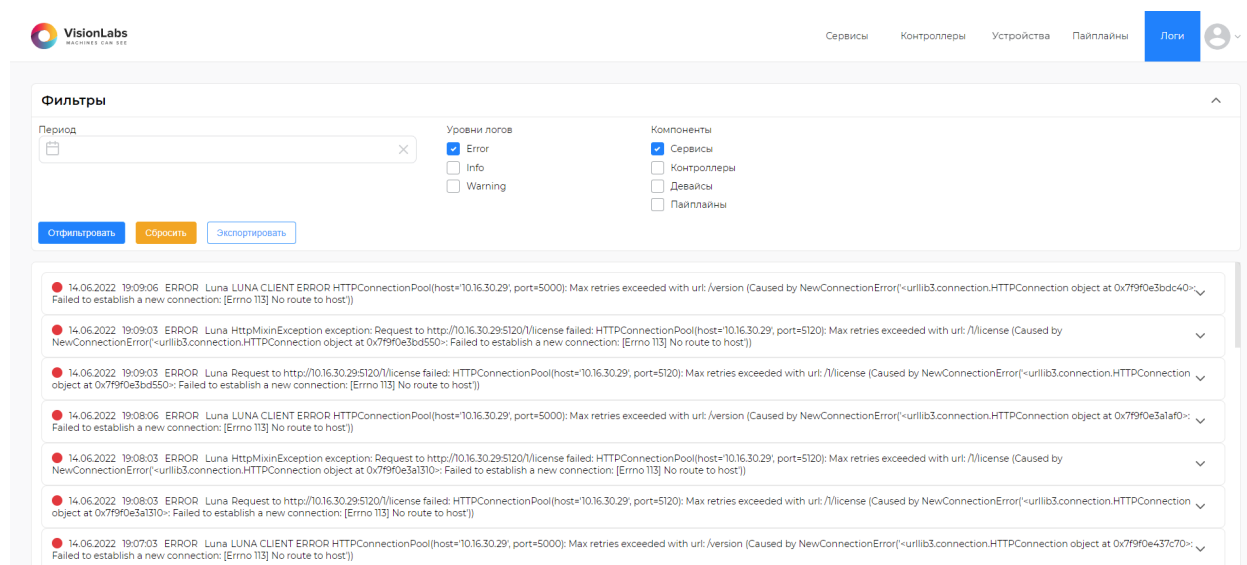 VisionLabs
MACHINES CAN SEE
Сервисы Контроллеры Устройства Пайплайны Логи
Фильтры
Период
Уровни логов
Error
Info
Warning
Компоненты
Сервисы
Контроллеры
Девайсы
Пайплайны
Отфильтровать Сбросить Экспортировать
14.06.2022 19:09:06 ERROR Luna LUNA CLIENT ERROR HTTPConnectionPool(host='10.16.30.29', port=5000): Max retries exceeded with url: /version (Caused by NewConnectionError('<urllib3.connection.HTTPConnection object at 0x7f9f0e3bdc40>:
Failed to establish a new connection: [Errno 113] No route to host'))
14.06.2022 19:09:03 ERROR Luna HttpMixinException exception: Request to http://10.16.30.29:5120/1/license failed: HTTPConnectionPool(host='10.16.30.29', port=5120): Max retries exceeded with url: /1/license (Caused by
NewConnectionError('<urllib3.connection.HTTPConnection object at 0x7f9f0e3bd550>: Failed to establish a new connection: [Errno 113] No route to host'))
14.06.2022 19:09:03 ERROR Luna Request to http://10.16.30.29:5120/1/license failed: HTTPConnectionPool(host='10.16.30.29', port=5120): Max retries exceeded with url: /1/license (Caused by NewConnectionError('<urllib3.connection.HTTPConnection
object at 0x7f9f0e3bd550>: Failed to establish a new connection: [Errno 113] No route to host'))
14.06.2022 19:08:06 ERROR Luna LUNA CLIENT ERROR HTTPConnectionPool(host='10.16.30.29', port=5000): Max retries exceeded with url: /version (Caused by NewConnectionError('<urllib3.connection.HTTPConnection object at 0x7f9f0e3a1af0>:
Failed to establish a new connection: [Errno 113] No route to host'))
14.06.2022 19:08:03 ERROR Luna HttpMixinException exception: Request to http://10.16.30.29:5120/1/license failed: HTTPConnectionPool(host='10.16.30.29', port=5120): Max retries exceeded with url: /1/license (Caused by
NewConnectionError('<urllib3.connection.HTTPConnection object at 0x7f9f0e3a1310>: Failed to establish a new connection: [Errno 113] No route to host'))
14.06.2022 19:08:03 ERROR Luna Request to http://10.16.30.29:5120/1/license failed: HTTPConnectionPool(host='10.16.30.29', port=5120): Max retries exceeded with url: /1/license (Caused by NewConnectionError('<urllib3.connection.HTTPConnection
object at 0x7f9f0e3a1310>: Failed to establish a new connection: [Errno 113] No route to host'))
14.06.2022 19:07:03 ERROR Luna LUNA CLIENT ERROR HTTPConnectionPool(host='10.16.30.29', port=5000): Max retries exceeded with url: /version (Caused by NewConnectionError('<urllib3.connection.HTTPConnection object at 0x7f9f0e437c70>:
Failed to establish a new connection: [Errno 113] No route to host'))